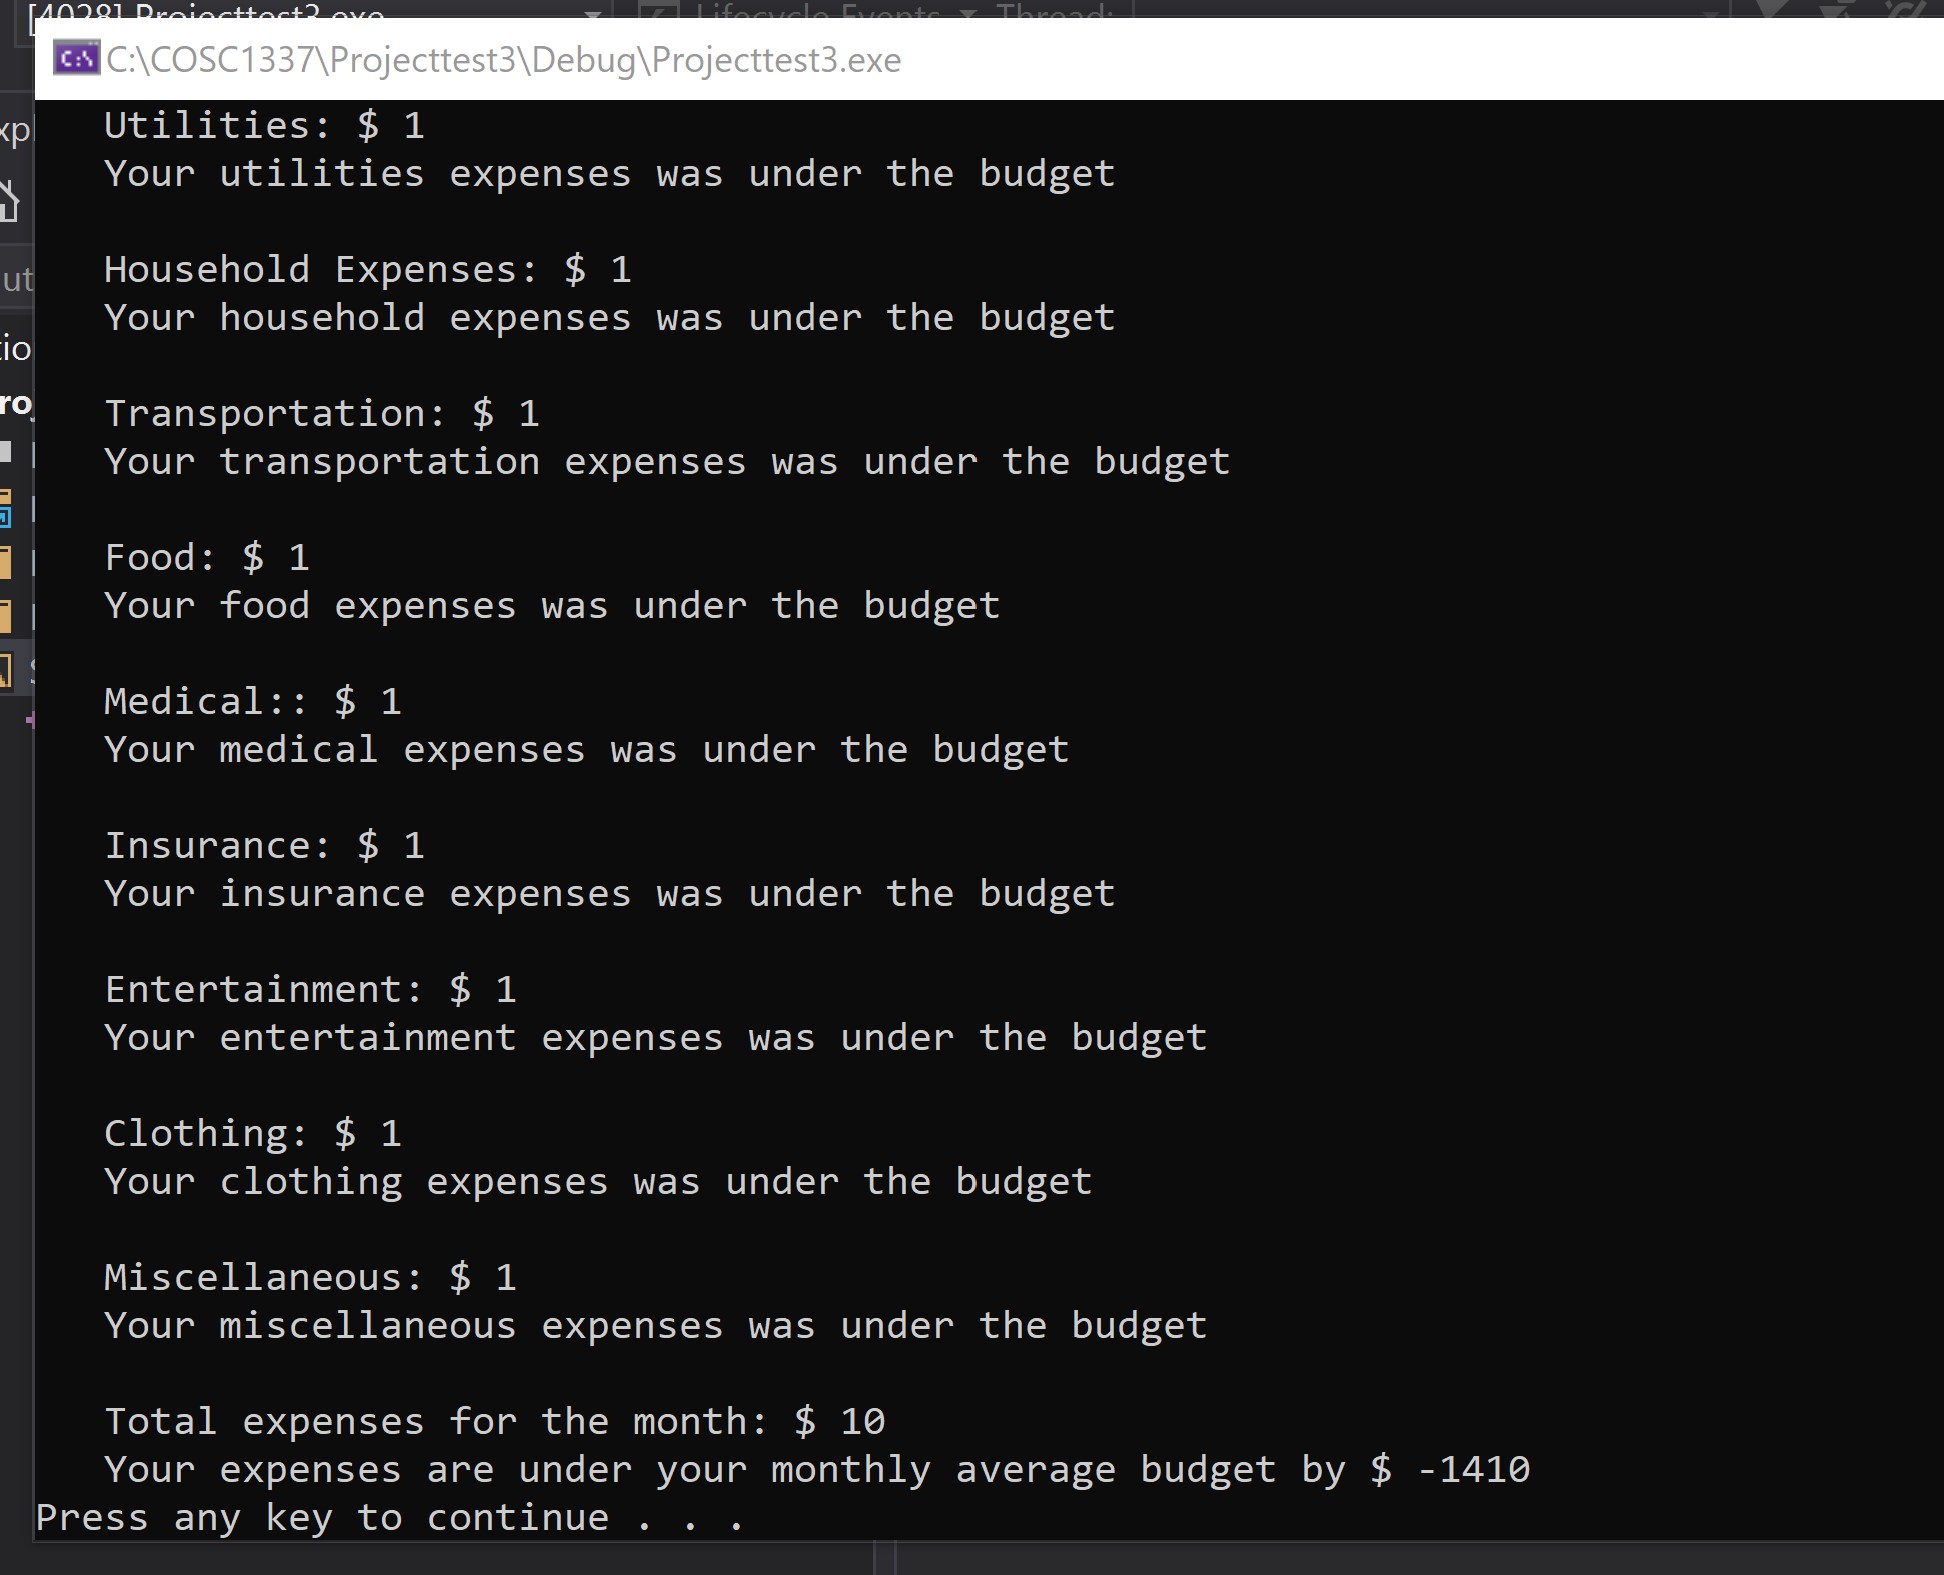 [4028] Projecttest3.exe Lifecycle Events Thread:
C:\COSC1337\Projecttest3\Debug\Projecttest3.exe
Utilities: $ 1
Your utilities expenses was under the budget
Household Expenses: $ 1
Your household expenses was under the budget
Transportation: $ 1
Your transportation expenses was under the budget
Food: $ 1
Your food expenses was under the budget
Medical:: $ 1
Your medical expenses was under the budget
Insurance: $ 1
Your insurance expenses was under the budget
Entertainment: $ 1
Your entertainment expenses was under the budget
Clothing: $ 1
Your clothing expenses was under the budget
Miscellaneous: $ 1
Your miscellaneous expenses was under the budget
Total expenses for the month: $ 10
Your expenses are under your monthly average budget by $ -1410
Press any key to continue . . .